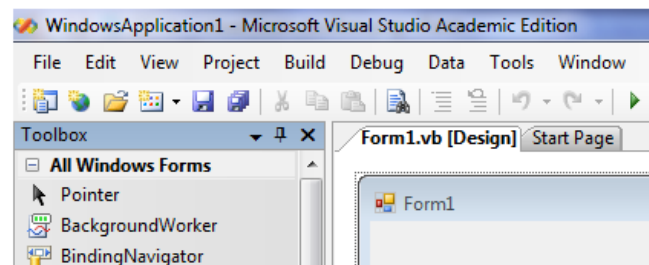 WindowsApplication1 - Microsoft Visual Studio Academic Edition
File Edit View Project Build Debug Data Tools Window
Toolbox
Form1.vb [Design] Start Page
All Windows Forms
Pointer
Form1
BackgroundWorker
BindingNavigator